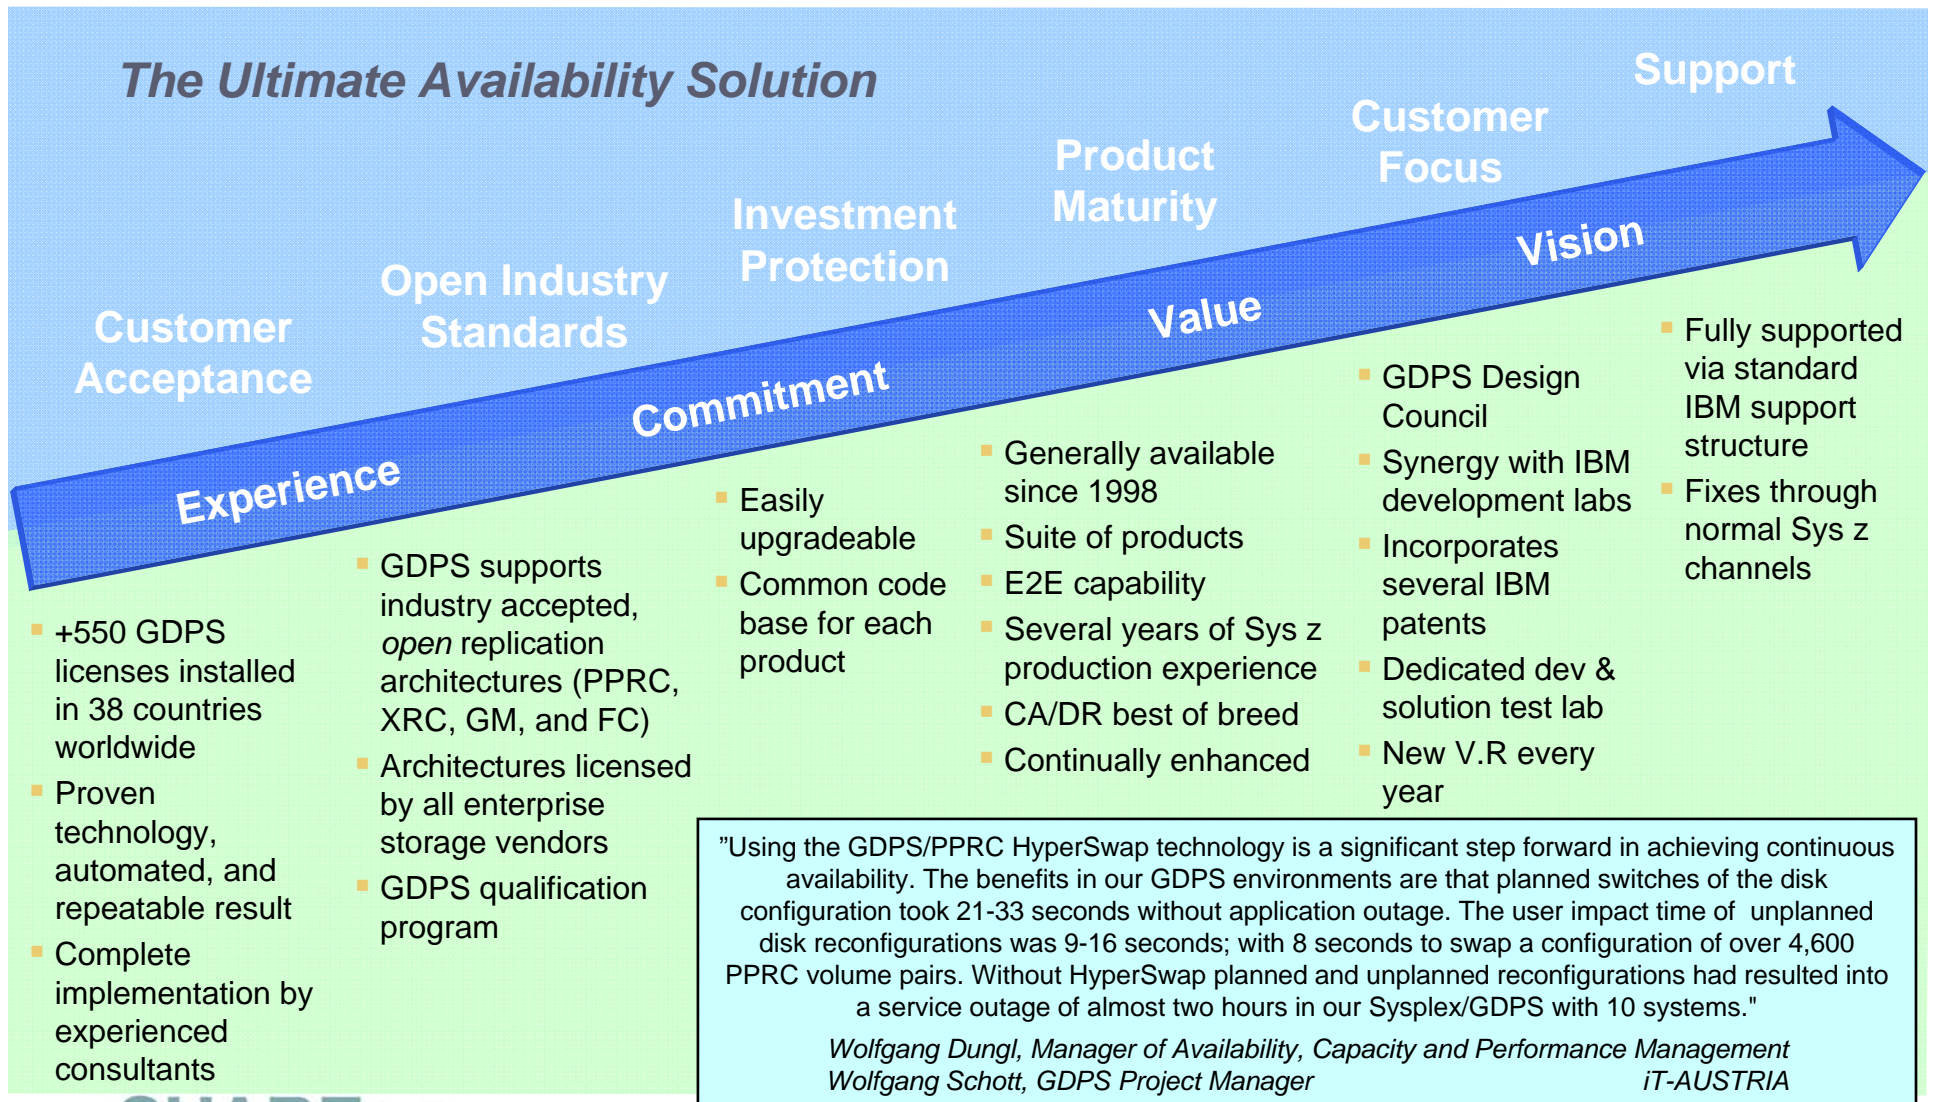 The Ultimate Availability Solution
Support
Customer
Focus
Product
Maturity
Investment
Protection
Open Industry
Standards
Customer
Acceptance
Experience
Commitment
Value
Vision
+550 GDPS
licenses installed
in 38 countries
worldwide
Proven
technology,
automated, and
repeatable result
Complete
implementation by
experienced
consultants
GDPS supports
industry accepted,
open replication
architectures (PPRC,
XRC, GM, and FC)
Architectures licensed
by all enterprise
storage vendors
GDPS qualification
program
Easily
upgradeable
Common code
base for each
product
Generally available
since 1998
Suite of products
E2E capability
Several years of Sys z
production experience
CA/DR best of breed
Continually enhanced
GDPS Design
Council
Synergy with IBM
development labs
Incorporates
several IBM
patents
Dedicated dev &
solution test lab
New V.R every
year
Fully supported
via standard
IBM support
structure
Fixes through
normal Sys z
channels
”Using the GDPS/PPRC HyperSwap technology is a significant step forward in achieving continuous
availability. The benefits in our GDPS environments are that planned switches of the disk
configuration took 21-33 seconds without application outage. The user impact time of unplanned
disk reconfigurations was 9-16 seconds; with 8 seconds to swap a configuration of over 4,600
PPRC volume pairs. Without HyperSwap planned and unplanned reconfigurations had resulted into
a service outage of almost two hours in our Sysplex/GDPS with 10 systems."
Wolfgang Dungl, Manager of Availability, Capacity and Performance Management
Wolfgang Schott, GDPS Project Manager iT-AUSTRIA